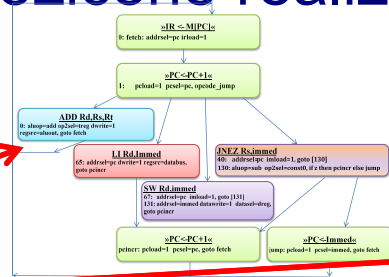 »IR <- M[PC]«
0: fetch: addrsel=pc irload=1
»PC<-PC+1«
1: pcload=1 pcsel=pc, opcode_jump
ADD Rd,Rs,Rt
0: aluop=add op2sel=treg dwrite=1
regsrc=aluout, goto fetch
LI Rd,Immed
65: addrsel=pc dwrite=1 regsrc=databus,
goto pcincr
JNEZ Rs,immed
40: addrsel=pc imload=1, goto [130]
130: aluop=sub op2sel=const0, if z then pcincr else jump
SW Rd,immed
67: addrsel=pc imload=1, goto [131]
131: addrsel=immed datawrite=1 datasel=dreg,
goto pcincr
»PC<-PC+1«
pcincr: pcload=1 pcsel=pc, goto fetch
»PC<-Immed«
jump: pcload=1 pcsel=immed, goto fetch